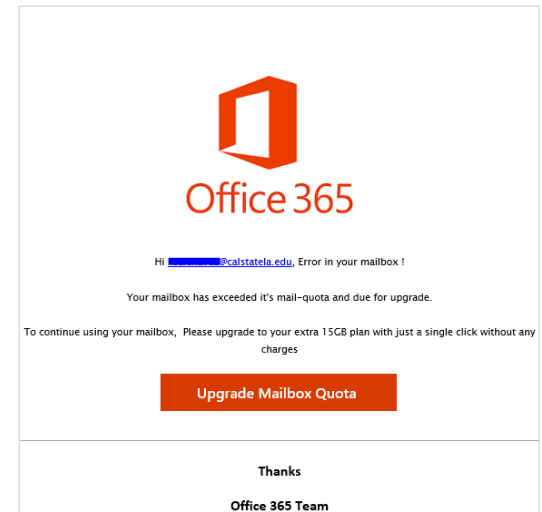 Office 365
Hi @calstatela.edu, Error in your mailbox !
Your mailbox has exceeded it's mail-quota and due for upgrade.
To continue using your mailbox, Please upgrade to your extra 15GB plan with just a single click without any
charges
Upgrade Mailbox Quota
Thanks
Office 365 Team